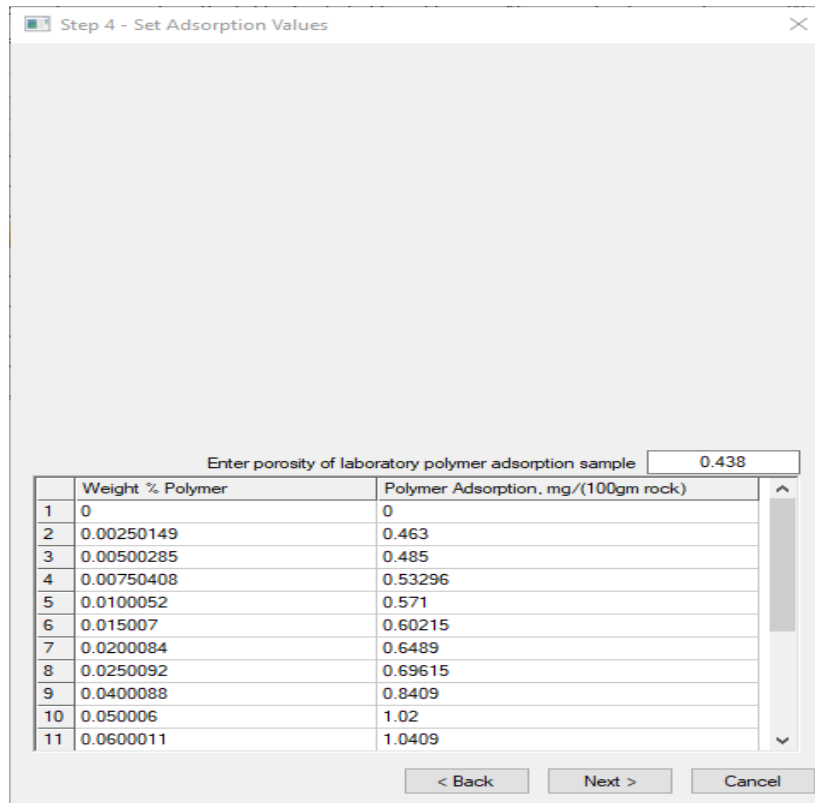 Step 4 - Set Adsorption Values
Enter porosity of laboratory polymer adsorption sample 0.438
Weight % Polymer Polymer Adsorption, mg/(100gm rock)
1 0 0
2 0.00250149 0.463
3 0.00500285 0.485
4 0.00750408 0.53296
5 0.0100052 0.571
6 0.015007 0.60215
7 0.0200084 0.6489
8 0.0250092 0.69615
9 0.0400088 0.8409
10 0.050006 1.02
11 0.0600011 1.0409
< Back Next > Cancel